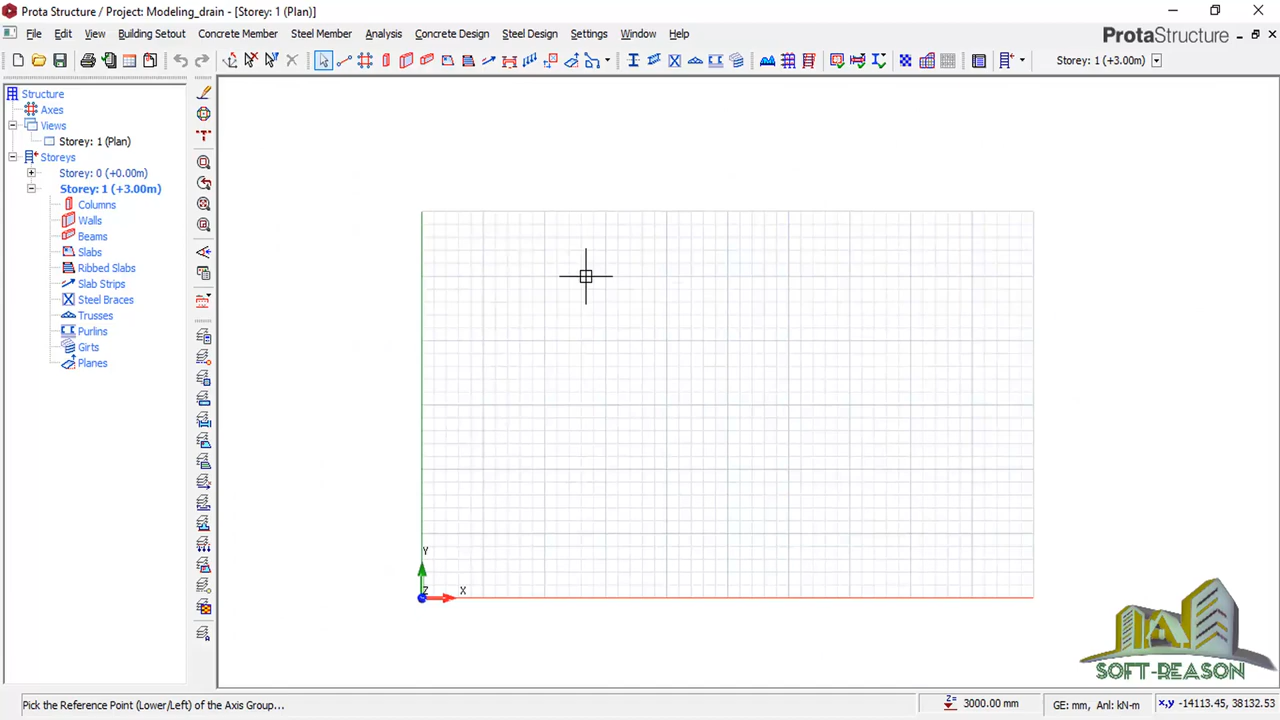 Prota Structure / Project: Modeling_drain - [Storey: 1 (Plan)]
File Edit View Building Setout Concrete Member Steel Member Analysis Concrete Design Steel Design Settings Window Help
ProtaStructure
Storey: 1 (+3.00m)
Structure
Axes
Views
Storey: 1 (Plan)
Storeys
Storey: 0 (+0.00m)
Storey: 1 (+3.00m)
Columns
Walls
Beams
Slabs
Ribbed Slabs
Slab Strips
Steel Braces
Trusses
Purlins
Girts
Planes
Y
Z
X
SOFT-REASON
Pick the Reference Point (Lower/Left) of the Axis Group...
Z= 3000.00 mm
GE: mm, Anl: kN-m
x,y -14113.45, 38132.53